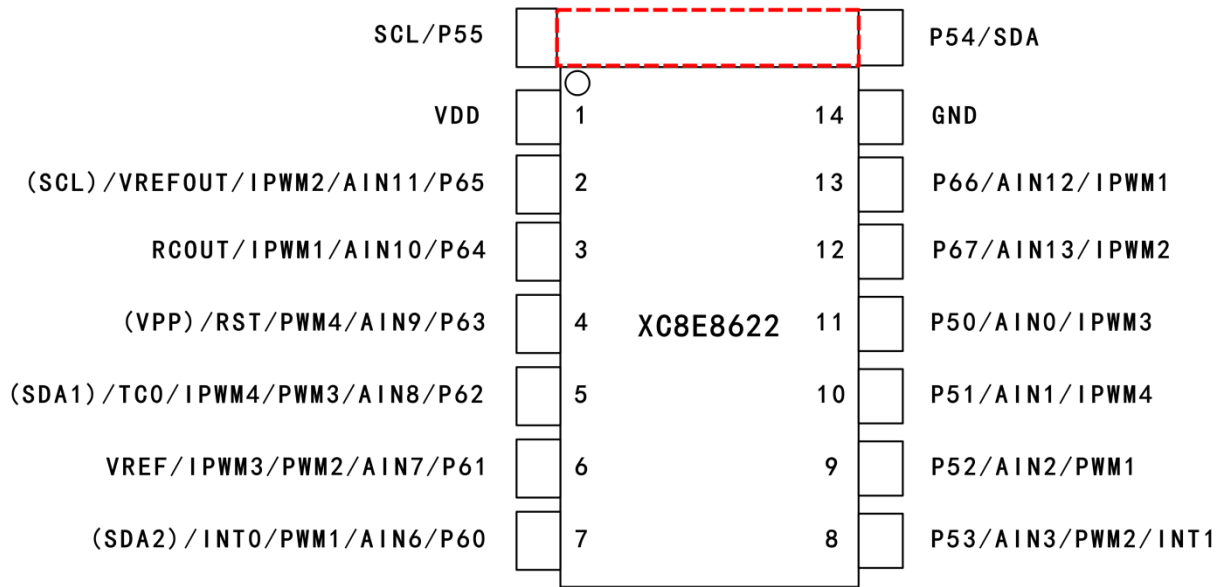 SCL/P55 P54/SDA
VDD 1 14 GND
(SCL)/VREFOUT/IPWM2/AIN11/P65 2 13 P66/AIN12/IPWM1
RCOUT/IPWM1/AIN10/P64 3 12 P67/AIN13/IPWM2
(VPP)/RST/PWM4/AIN9/P63 4 XC8E8622 11 P50/AIN0/IPWM3
(SDA1)/TC0/IPWM4/PWM3/AIN8/P62 5 10 P51/AIN1/IPWM4
VREF/IPWM3/PWM2/AIN7/P61 6 9 P52/AIN2/PWM1
(SDA2)/INT0/PWM1/AIN6/P60 7 8 P53/AIN3/PWM2/INT1